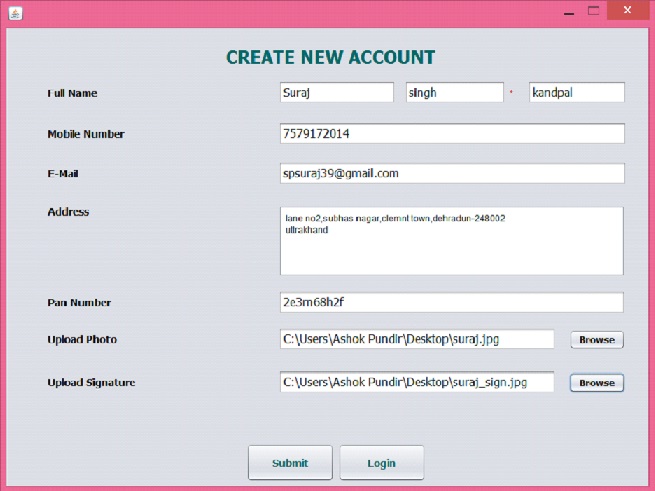 CREATE NEW ACCOUNT
Full Name Suraj singh * kandpal
Mobile Number 7579172014
E-Mail spsuraj39@gmail.com
Address lane no2,subhas nagar,clemnt town,dehradun-248002
uttrakhand
Pan Number 2e3m68h2f
Upload Photo C:\Users\Ashok Pundir\Desktop\suraj.jpg Browse
Upload Signature C:\Users\Ashok Pundir\Desktop\suraj_sign.jpg Browse
Submit Login